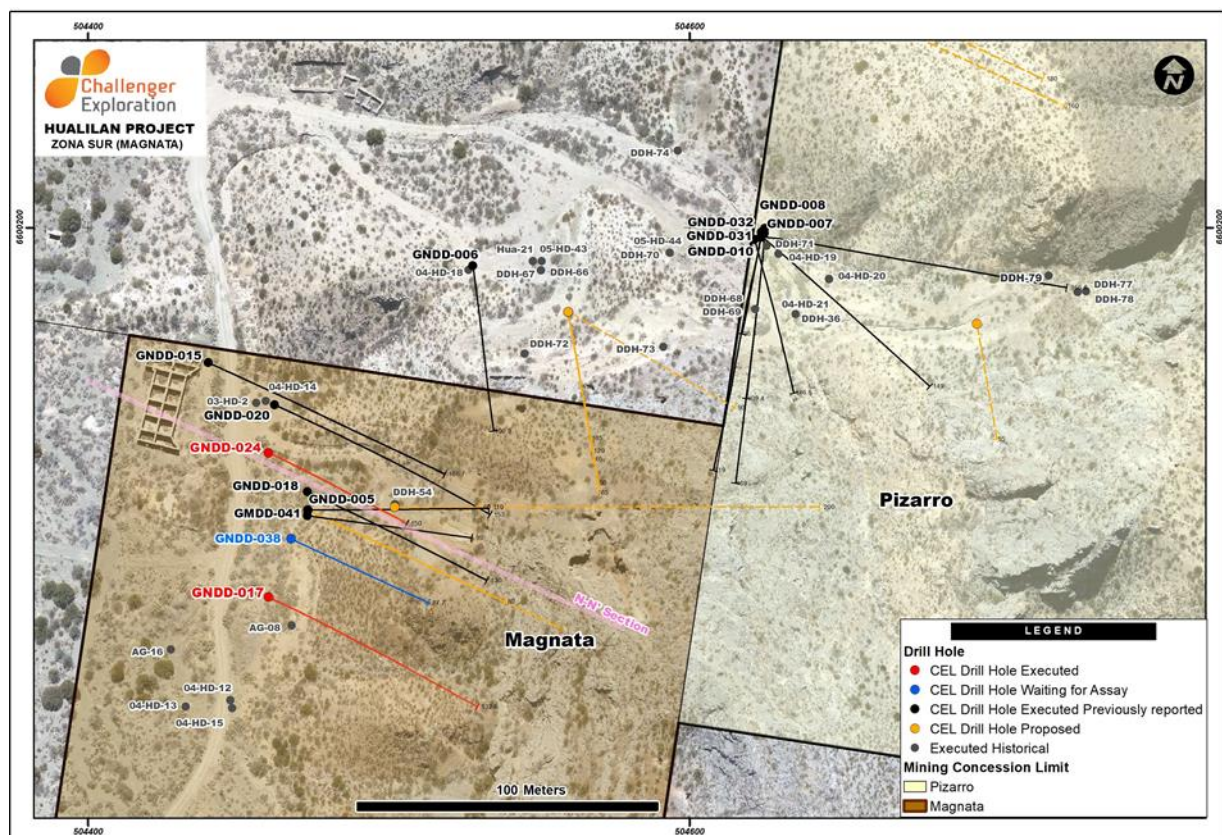 504400
504600
Challenger
Exploration
HUALILAN PROJECT
ZONA SUR (MAGNATA)
N
180
100
6600200
6600200
DDH-74
GNDD-008
GNDD-032
GNDD-007
GNDD-031
GNDD-010
DDH-71
04-HD-19
05-HD-44
DDH-70
Hua-21
05-HD-43
GNDD-006
04-HD-18
DDH-67
DDH-66
04-HD-20
DDH-79
DDH-77
DDH-78
DDH-68
DDH-69
04-HD-21
DDH-36
DDH-72
DDH-73
GNDD-015
04-HD-14
03-HD-2
GNDD-020
GNDD-024
GNDD-018
GNDD-005
DDH-54
GMDD-041
200
Pizarro
GNDD-038
GNDD-017
N-N' Section
Magnata
AG-08
AG-16
04-HD-12
04-HD-13
04-HD-15
100 Meters
LEGEND
Drill Hole
CEL Drill Hole Executed
CEL Drill Hole Waiting for Assay
CEL Drill Hole Executed Previously reported
CEL Drill Hole Proposed
Executed Historical
Mining Concession Limit
Pizarro
Magnata
504400
504600